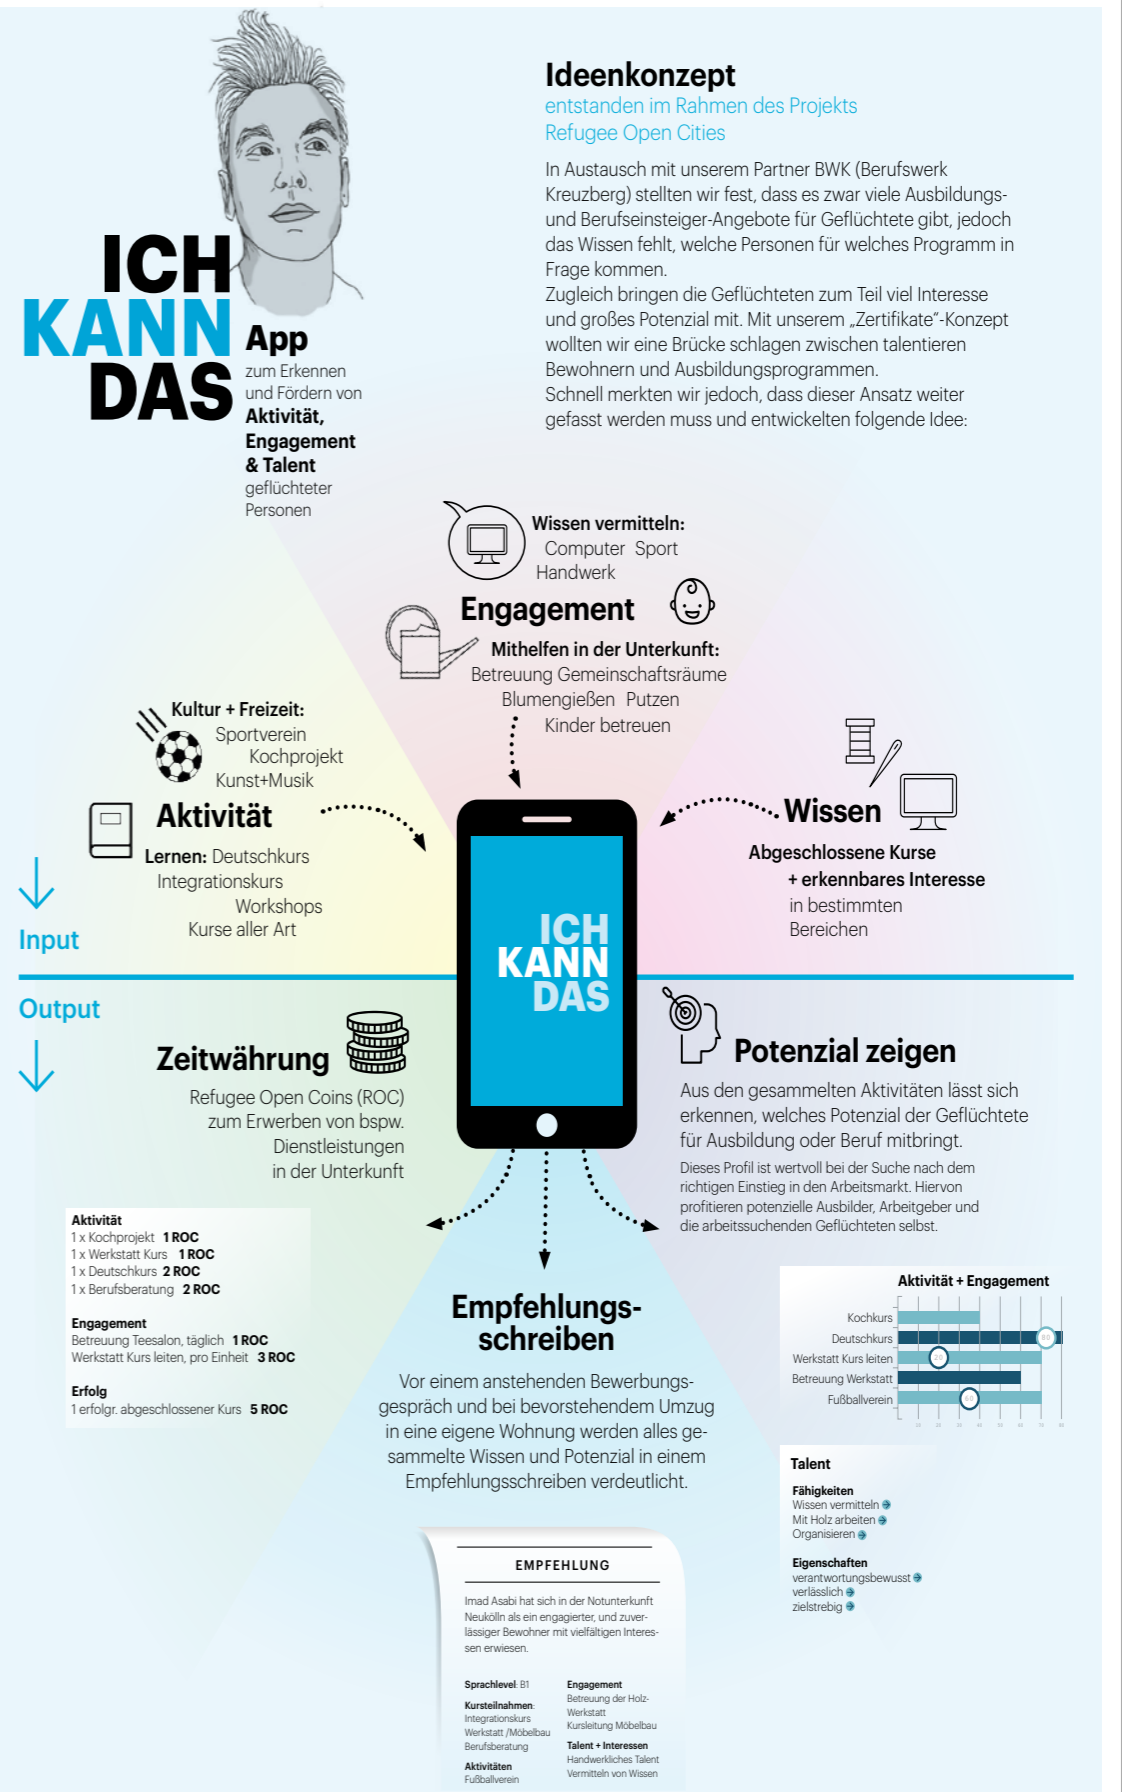 ICH
KANN
DAS
App
zum Erkennen
und Fördern von
Aktivität,
Engagement
& Talent
geflüchteter
Personen
Ideenkonzept
entstanden im Rahmen des Projekts
Refugee Open Cities
In Austausch mit unserem Partner BWK (Berufswerk
Kreuzberg) stellten wir fest, dass es zwar viele Ausbildungs-
und Berufseinsteiger-Angebote für Geflüchtete gibt, jedoch
das Wissen fehlt, welche Personen für welches Programm in
Frage kommen.
Zugleich bringen die Geflüchteten zum Teil viel Interesse
und großes Potenzial mit. Mit unserem „Zertifikate“-Konzept
wollten wir eine Brücke schlagen zwischen talentieren
Bewohnern und Ausbildungsprogrammen.
Schnell merkten wir jedoch, dass dieser Ansatz weiter
gefasst werden muss und entwickelten folgende Idee:
Wissen vermitteln:
Computer Sport
Handwerk
Engagement
Mithelfen in der Unterkunft:
Betreuung Gemeinschaftsräume
Blumengießen Putzen
Kinder betreuen
Kultur + Freizeit:
Sportverein
Kochprojekt
Kunst+Musik
Aktivität
Lernen: Deutschkurs
Integrationskurs
Workshops
Kurse aller Art
Wissen
Abgeschlossene Kurse
+ erkennbares Interesse
in bestimmten
Bereichen
Input
ICH
KANN
DAS
Output
Zeitwährung
Refugee Open Coins (ROC)
zum Erwerben von bspw.
Dienstleistungen
in der Unterkunft
Aktivität
1 x Kochprojekt 1 ROC
1 x Werkstatt Kurs 1 ROC
1 x Deutschkurs 2 ROC
1 x Berufsberatung 2 ROC
Engagement
Betreuung Teesalon, täglich 1 ROC
Werkstatt Kurs leiten, pro Einheit 3 ROC
Erfolg
1 erfolgr. abgeschlossener Kurs 5 ROC
Potenzial zeigen
Aus den gesammelten Aktivitäten lässt sich
erkennen, welches Potenzial der Geflüchtete
für Ausbildung oder Beruf mitbringt.
Dieses Profil ist wertvoll bei der Suche nach dem
richtigen Einstieg in den Arbeitsmarkt. Hiervon
profitieren potenzielle Ausbilder, Arbeitgeber und
die arbeitssuchenden Geflüchteten selbst.
Aktivität + Engagement
Kochkurs
Deutschkurs
80
Werkstatt Kurs leiten
20
Betreuung Werkstatt
Fußballverein
60
10 20 30 40 50 60 70 80
Talent
Fähigkeiten
Wissen vermitteln
Mit Holz arbeiten
Organisieren
Eigenschaften
verantwortungsbewusst
verlässlich
zielstrebig
Empfehlungs-
schreiben
Vor einem anstehenden Bewerbungs-
gespräch und bei bevorstehendem Umzug
in eine eigene Wohnung werden alles ge-
sammelte Wissen und Potenzial in einem
Empfehlungsschreiben verdeutlicht.
EMPFEHLUNG
Imad Asabi hat sich in der Notunterkunft
Neukölln als ein engagierter, und zuver-
lässiger Bewohner mit vielfältigen Interes-
sen erwiesen.
Sprachlevel: B1
Kursteilnahmen:
Integrationskurs
Werkstatt /Möbelbau
Berufsberatung
Aktivitäten
Fußballverein
Engagement
Betreuung der Holz-
Werkstatt
Kursleitung Möbelbau
Talent + Interessen
Handwerkliches Talent
Vermitteln von Wissen